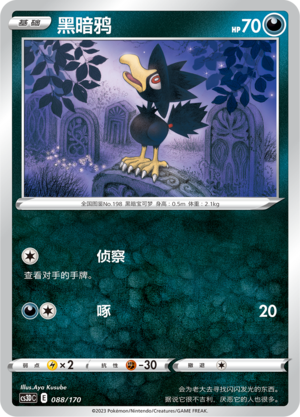 基础 黑暗鸦 HP70
全国图鉴No.198 黑暗宝可梦 身高：0.5m 体重：2.1kg
侦察
查看对手的手牌。
啄 20
Illus.Aya Kusube 弱点 ×2 抗性 -30 撤退
CS3DC E 088/170
会为老大去寻找闪闪发光的东西。
据说它很不吉利，厌恶它的人也很多。
©2023 Pokémon/Nintendo/Creatures/GAME FREAK.